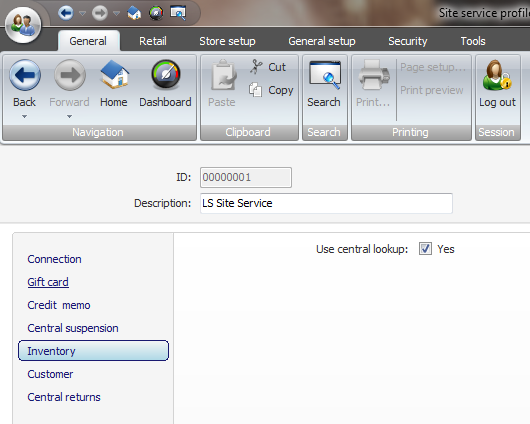 Site service profile
General Retail Store setup General setup Security Tools
Back Forward Home Dashboard Paste Cut Copy Search Print... Page setup... Print preview Log out
Navigation Clipboard Search Printing Session
ID: 00000001
Description: LS Site Service
Use central lookup: Yes
Connection
Gift card
Credit memo
Central suspension
Inventory
Customer
Central returns